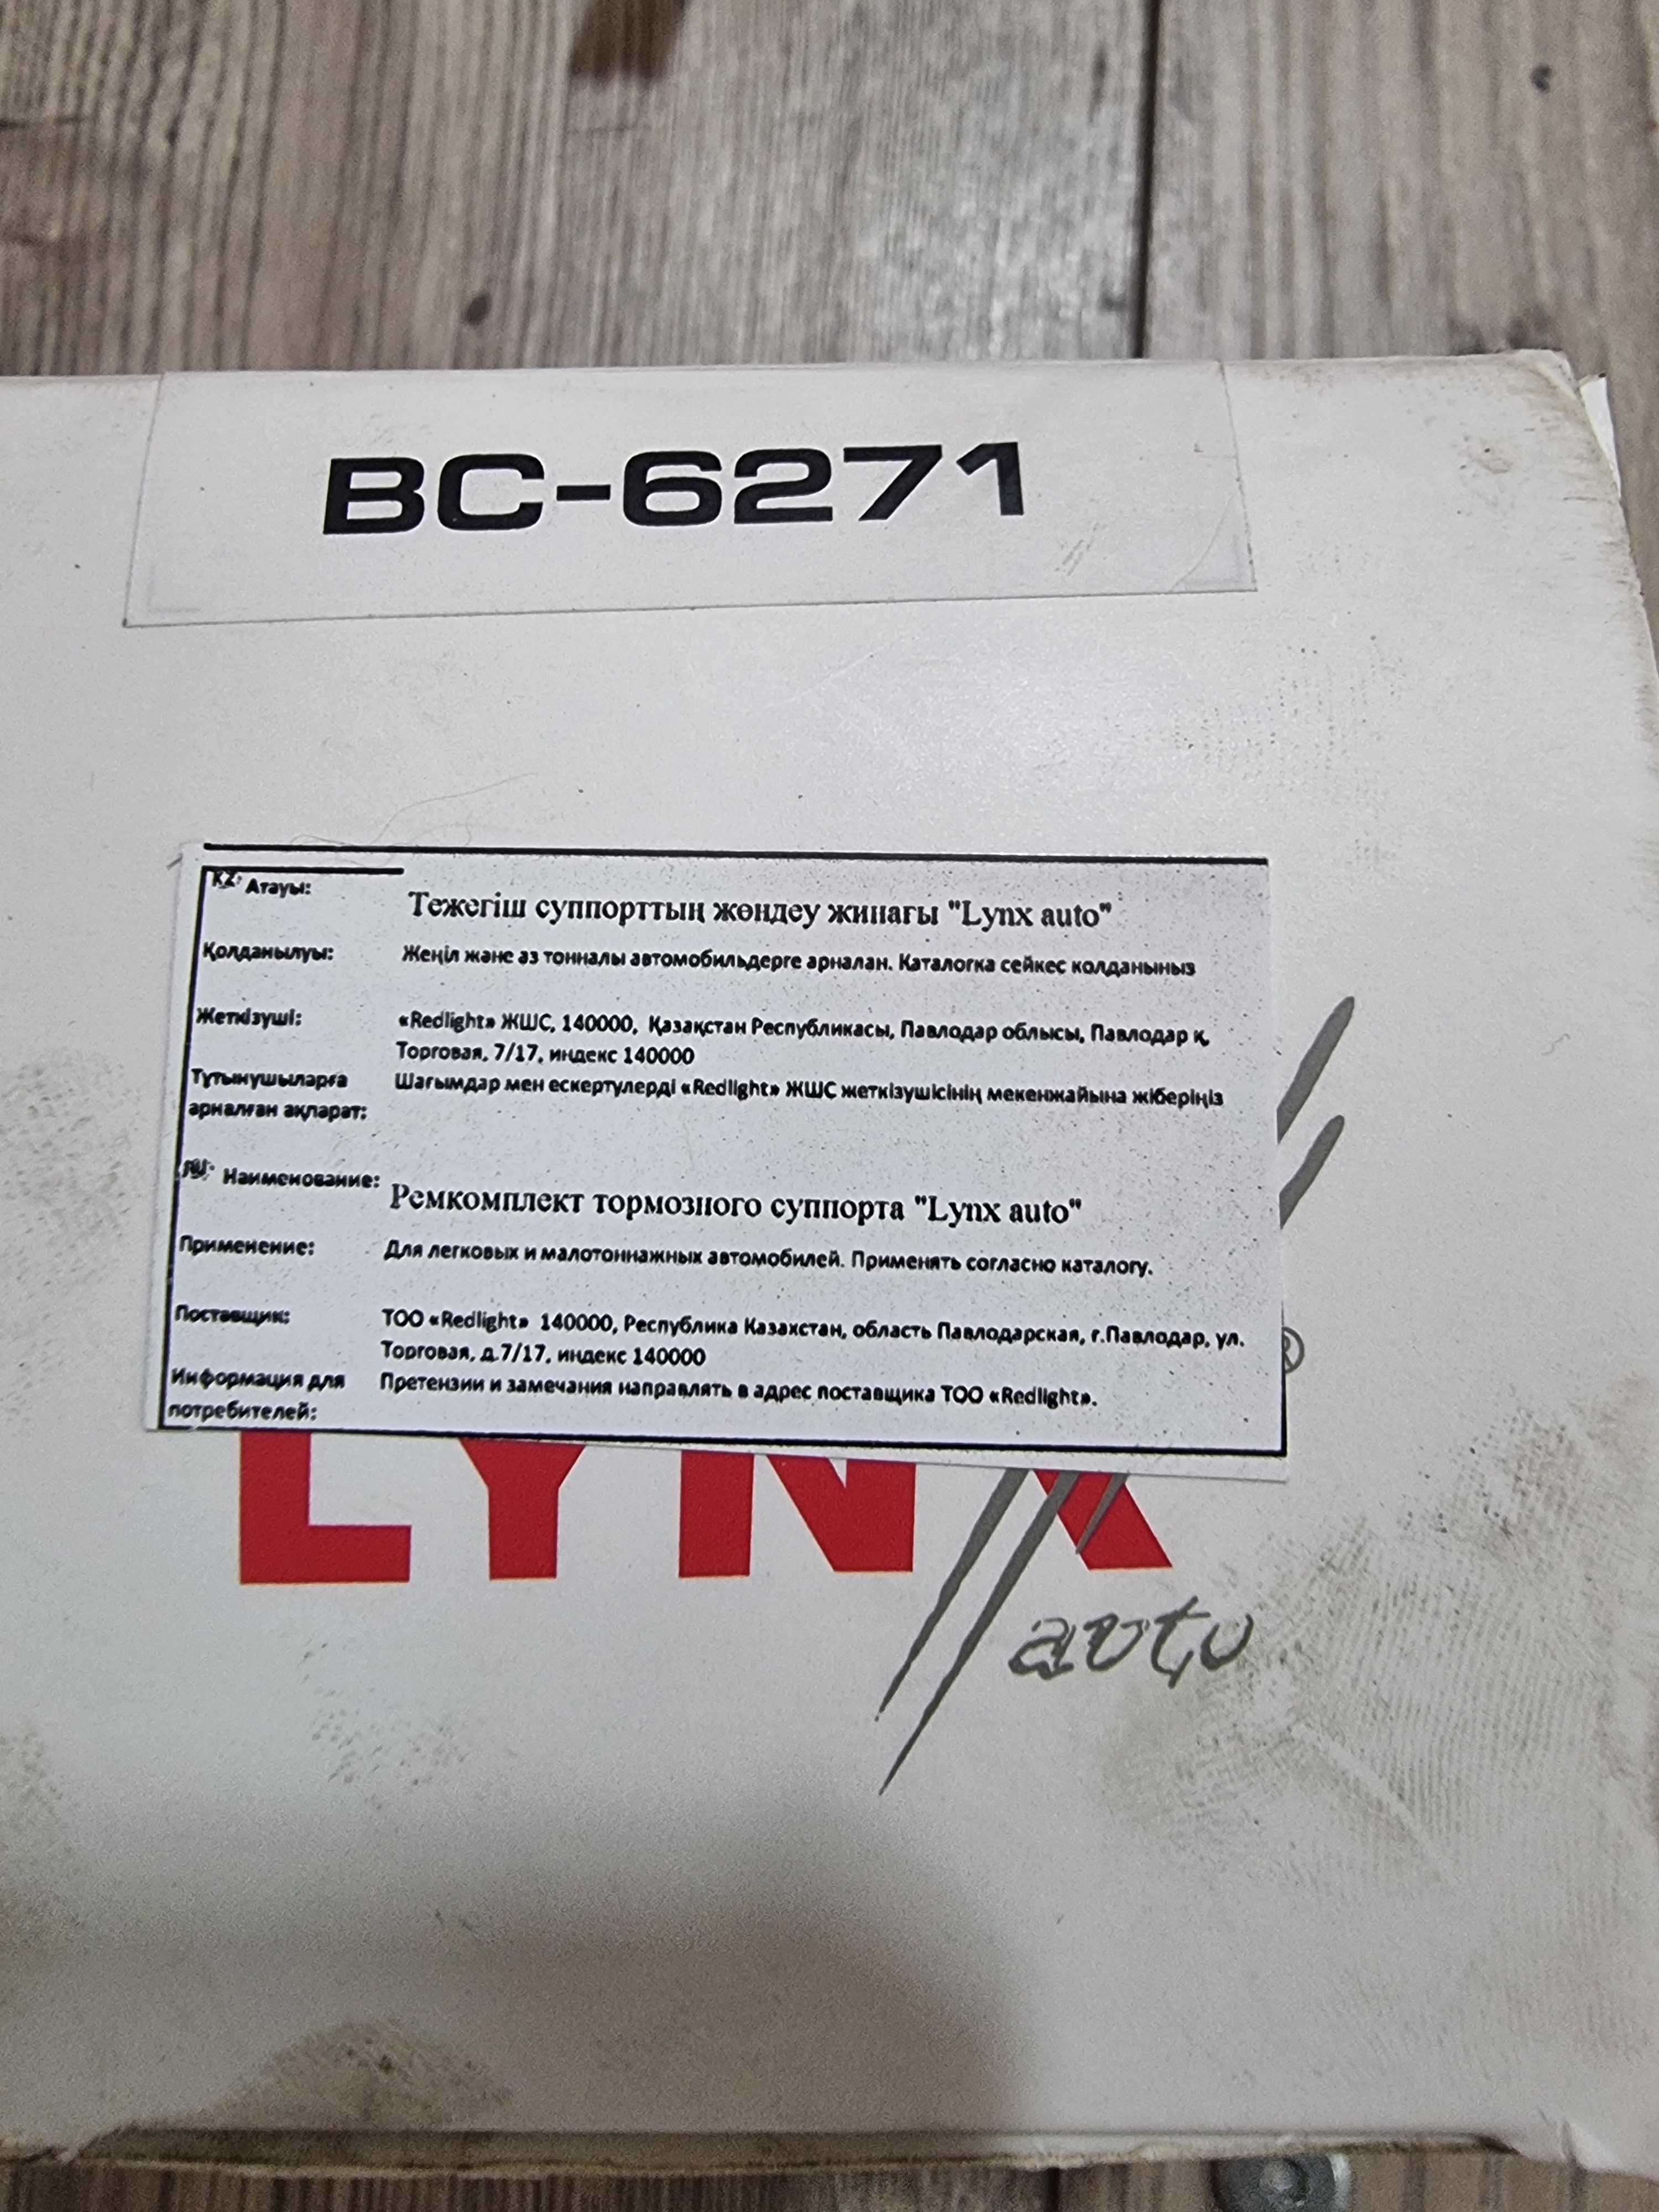 BC-6271
KZ: Атауы: Тежегіш суппорттың жөндеу жинағы "Lynx auto"
Қолданылуы: Жеңіл және аз тонналы автомобильдерге арналан. Каталогка сейкес колданыныз
Жеткізуші: «Redlight» ЖШС, 140000, Қазақстан Республикасы, Павлодар облысы, Павлодар қ,
Торговая, 7/17, индекс 140000
Тұтынушыларға Шағымдар мен ескертулерді «Redlight» ЖШС жеткізушісінің мекенжайына жіберіңіз
арналған ақпарат:
RU: Наименование: Ремкомплект тормозного суппорта "Lynx auto"
Применение: Для легковых и малотоннажных автомобилей. Применять согласно каталогу.
Поставщик: ТОО «Redlight» 140000, Республика Казахстан, область Павлодарская, г.Павлодар, ул.
Торговая, д.7/17, индекс 140000
Информация для Претензии и замечания направлять в адрес поставщика ТОО «Redlight».
потребителей:
®
LYNX
auto